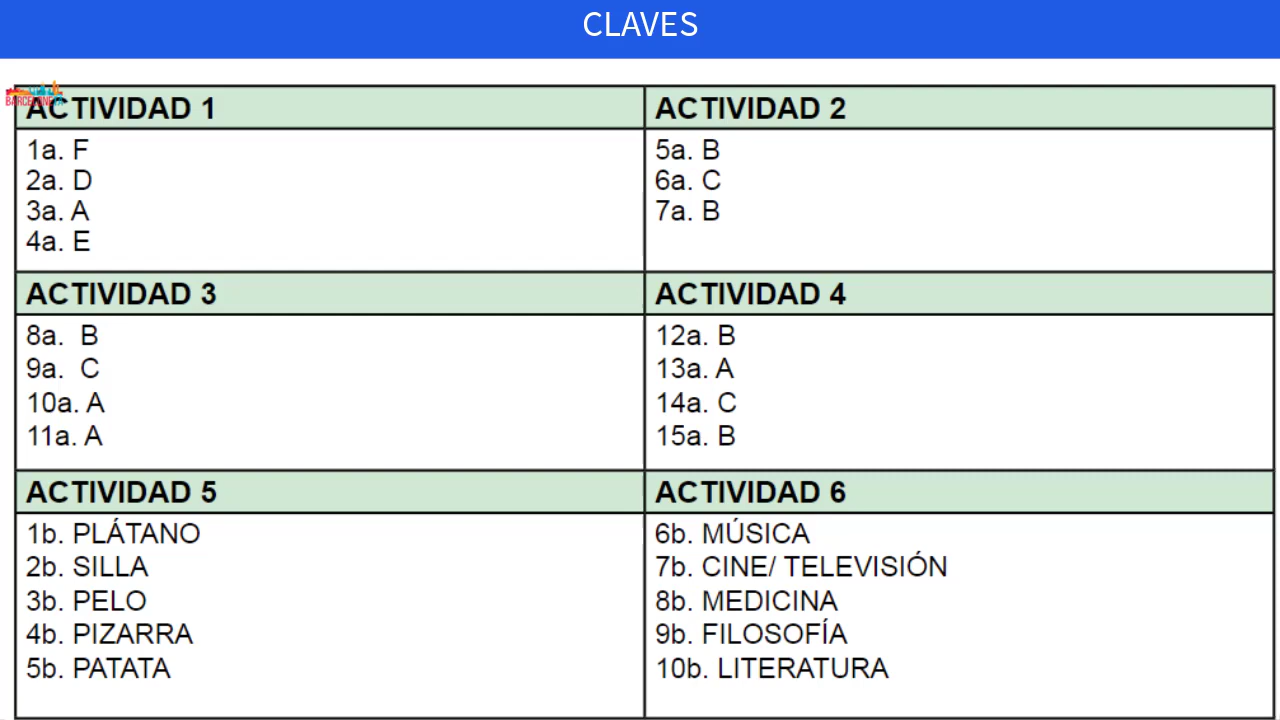 CLAVES
BARCELONETA
ACTIVIDAD 1
1a. F
2a. D
3a. A
4a. E
ACTIVIDAD 2
5a. B
6a. C
7a. B
ACTIVIDAD 3
8a. B
9a. C
10a. A
11a. A
ACTIVIDAD 4
12a. B
13a. A
14a. C
15a. B
ACTIVIDAD 5
1b. PLÁTANO
2b. SILLA
3b. PELO
4b. PIZARRA
5b. PATATA
ACTIVIDAD 6
6b. MÚSICA
7b. CINE/ TELEVISIÓN
8b. MEDICINA
9b. FILOSOFÍA
10b. LITERATURA